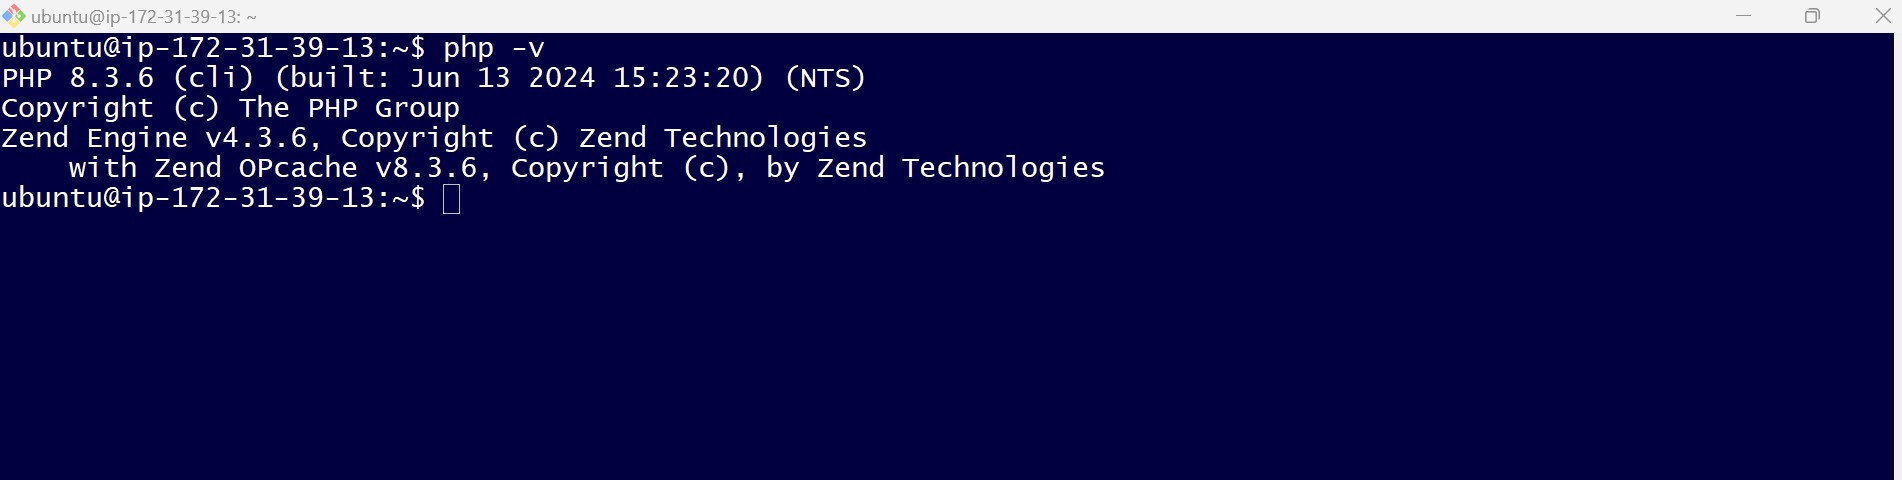 ubuntu@ip-172-31-39-13: ~
ubuntu@ip-172-31-39-13:~$ php -v
PHP 8.3.6 (cli) (built: Jun 13 2024 15:23:20) (NTS)
Copyright (c) The PHP Group
Zend Engine v4.3.6, Copyright (c) Zend Technologies
    with Zend OPcache v8.3.6, Copyright (c), by Zend Technologies
ubuntu@ip-172-31-39-13:~$